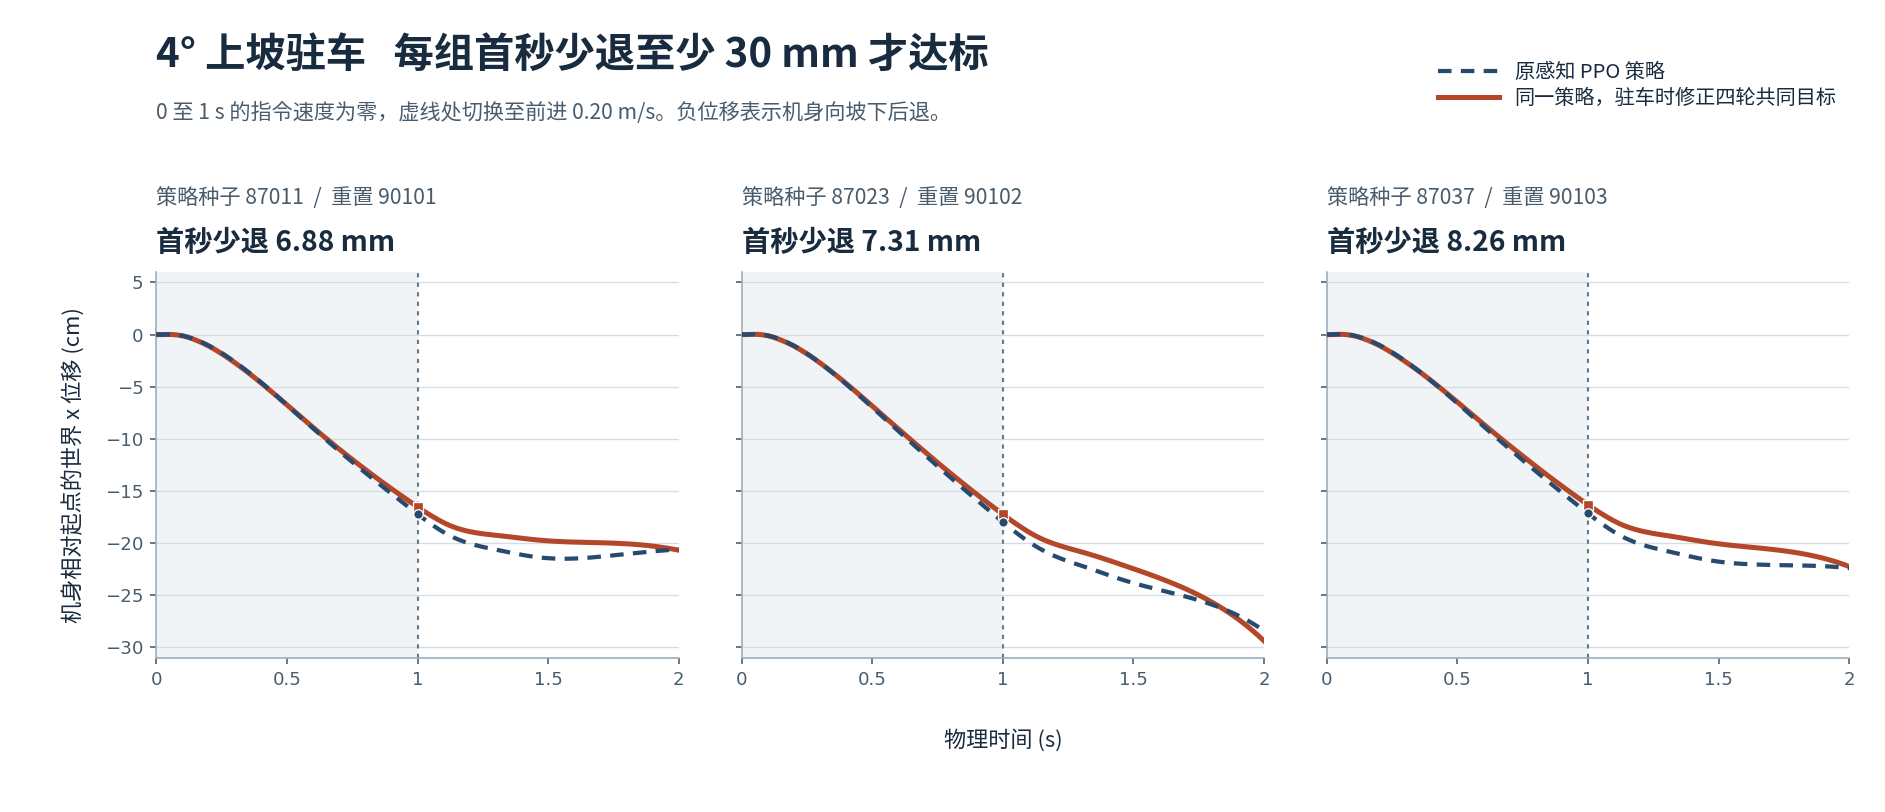 4° 上坡驻车 每组首秒少退至少 30 mm 才达标
0 至 1 s 的指令速度为零，虚线处切换至前进 0.20 m/s。负位移表示机身向坡下后退。
原感知 PPO 策略
同一策略，驻车时修正四轮共同目标
策略种子 87011 / 重置 90101
首秒少退 6.88 mm
策略种子 87023 / 重置 90102
首秒少退 7.31 mm
策略种子 87037 / 重置 90103
首秒少退 8.26 mm
机身相对起点的世界 x 位移 (cm)
5
0
−5
−10
−15
−20
−25
−30
0 0.5 1 1.5 2
0 0.5 1 1.5 2
0 0.5 1 1.5 2
物理时间 (s)